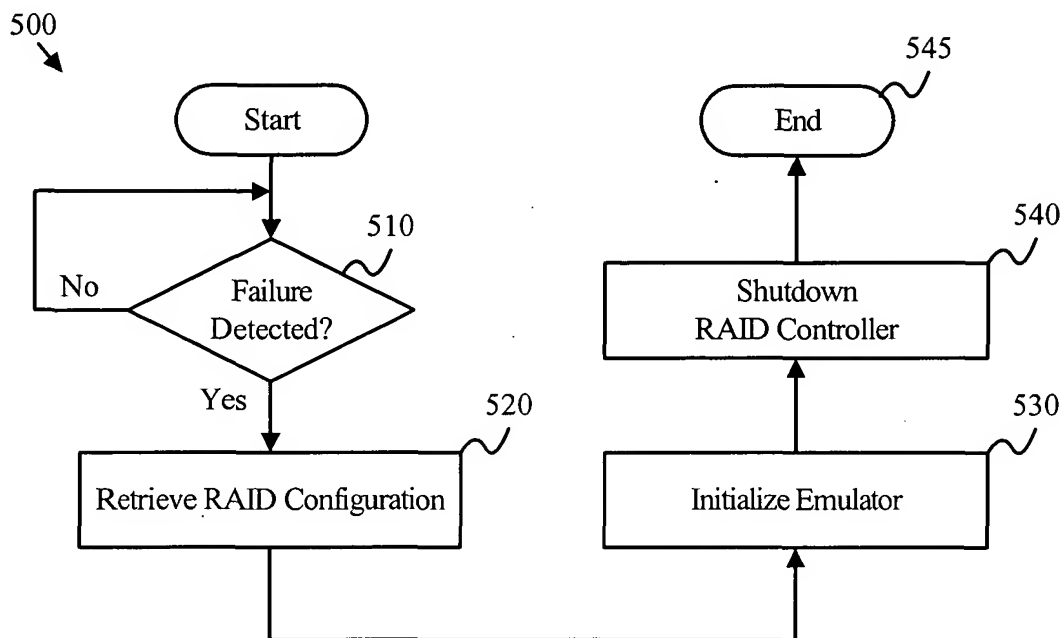 500
Start
510
No
Failure
Detected?
Yes
520
Retrieve RAID Configuration
545
End
540
Shutdown
RAID Controller
530
Initialize Emulator